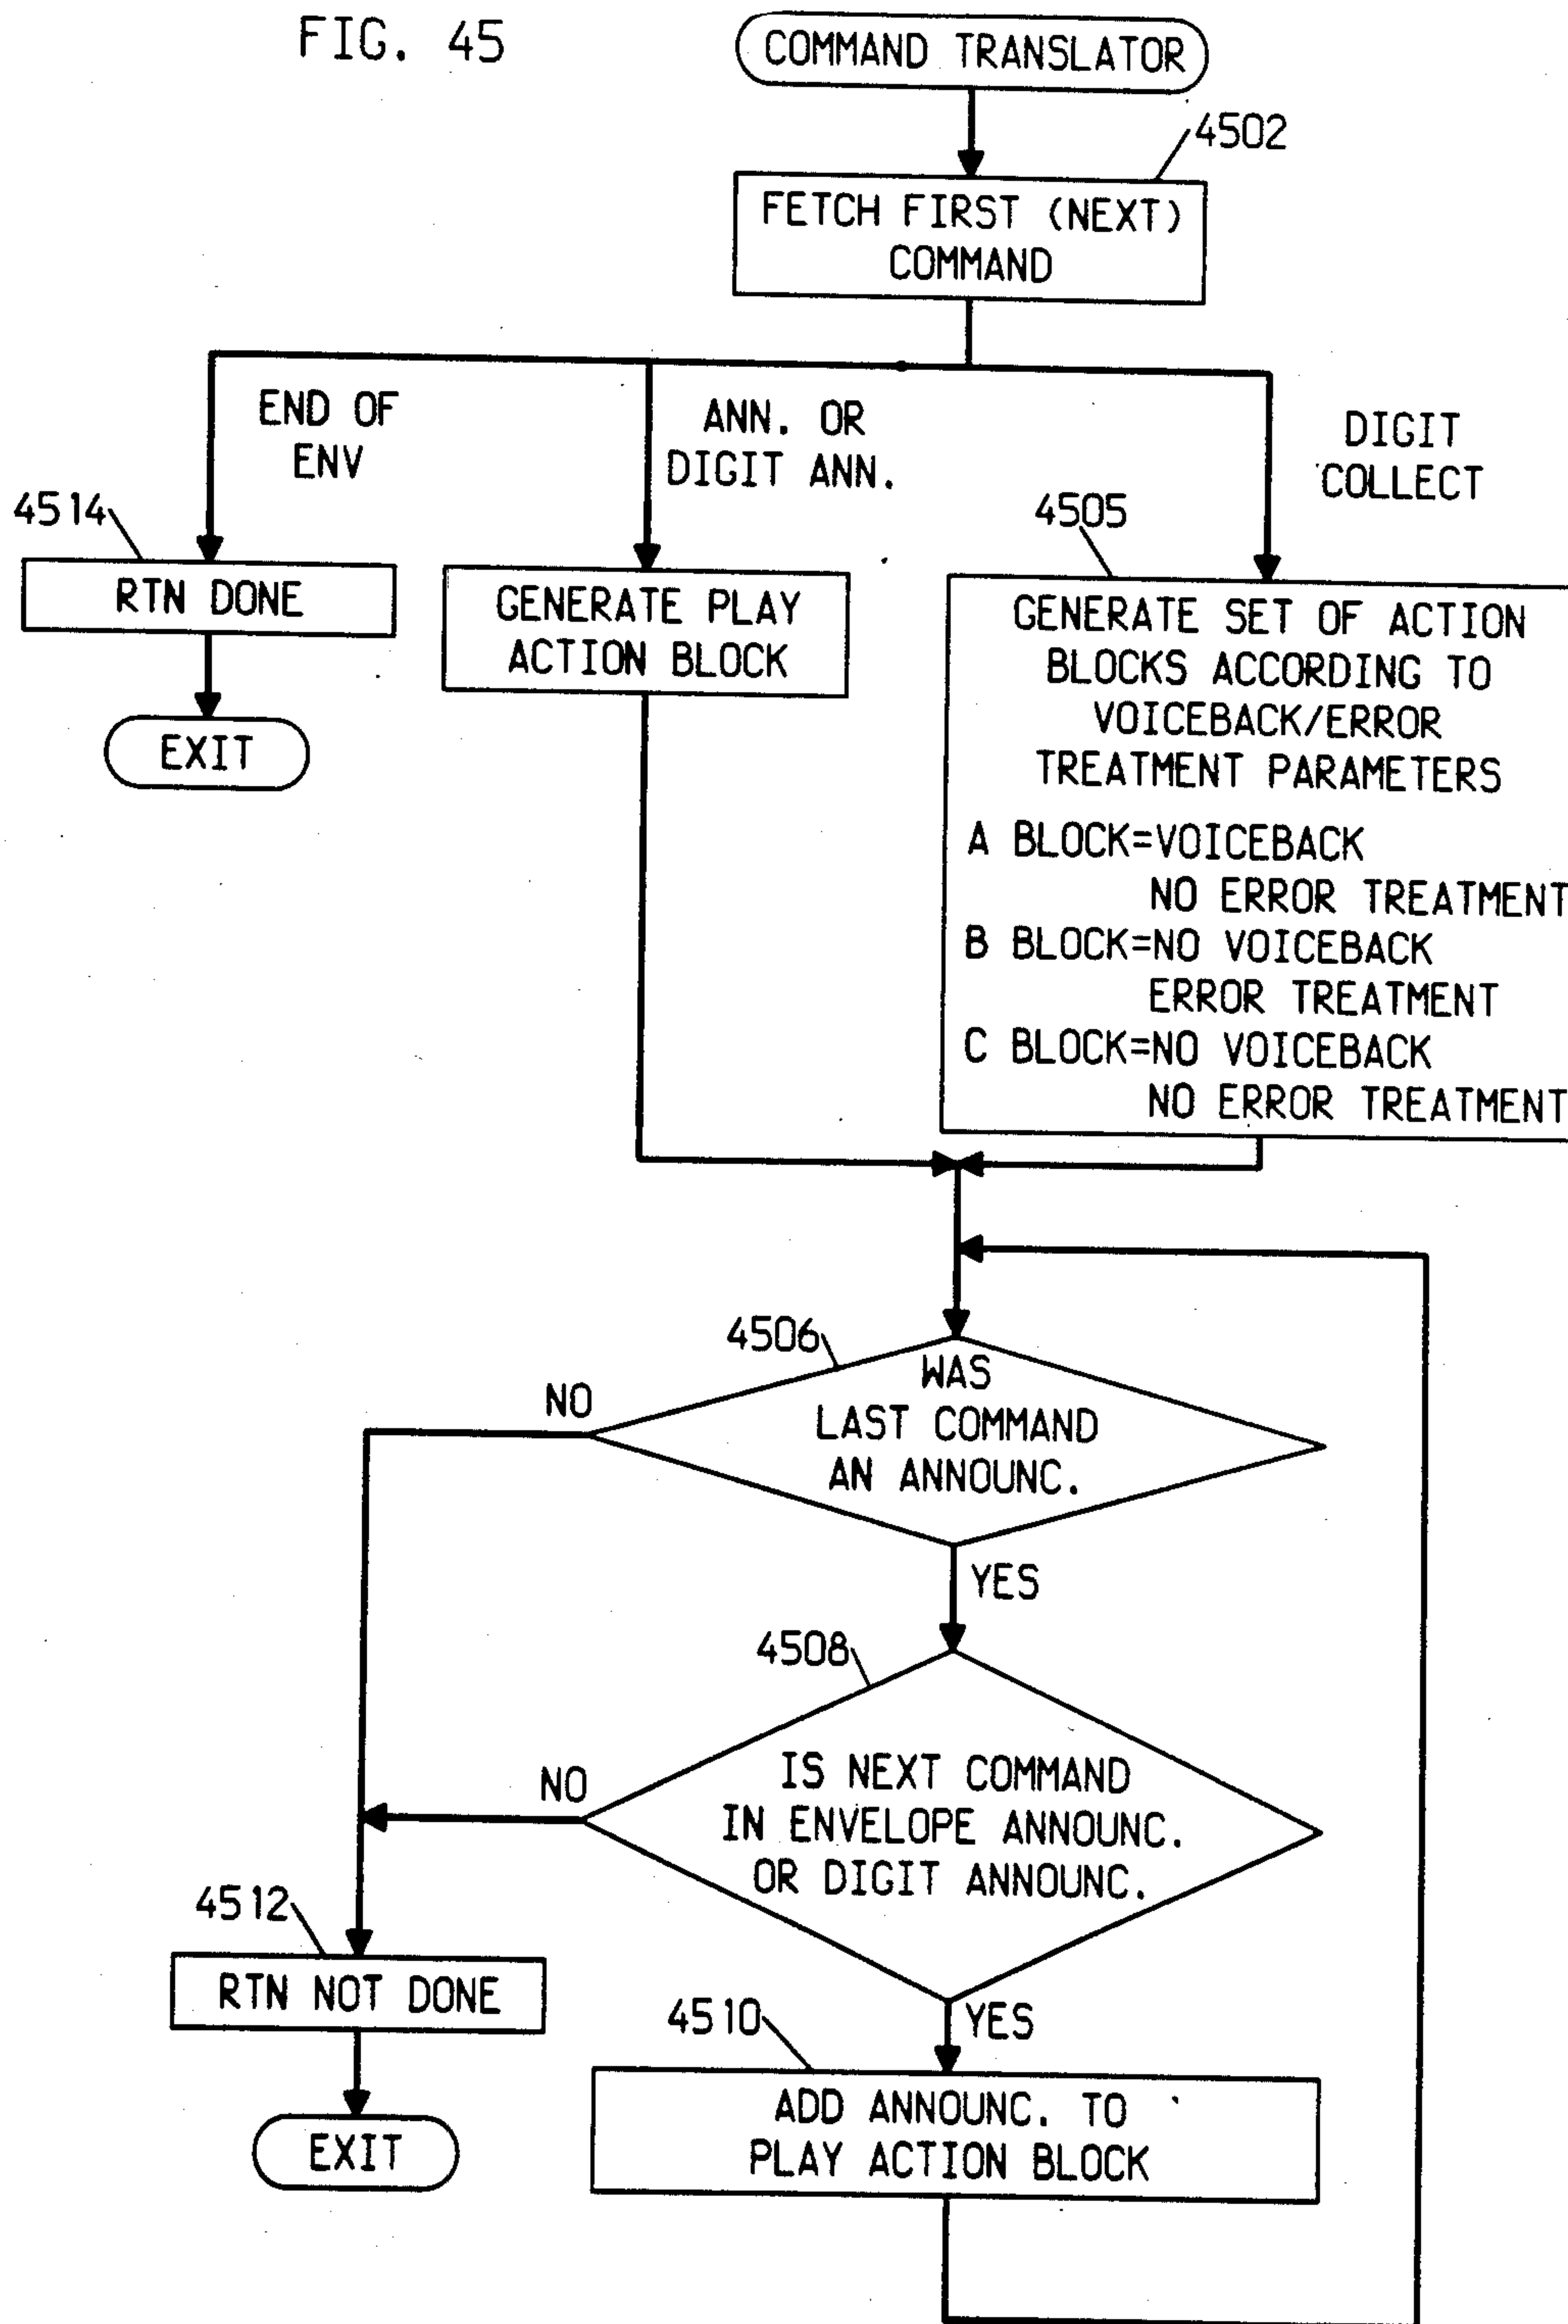 FIG. 45
COMMAND TRANSLATOR
4502
FETCH FIRST (NEXT)
COMMAND
END OF
ENV
ANN. OR
DIGIT ANN.
DIGIT
COLLECT
4514
RTN DONE
EXIT
GENERATE PLAY
ACTION BLOCK
4505
GENERATE SET OF ACTION
BLOCKS ACCORDING TO
VOICEBACK/ERROR
TREATMENT PARAMETERS
A BLOCK=VOICEBACK
NO ERROR TREATMENT
B BLOCK=NO VOICEBACK
ERROR TREATMENT
C BLOCK=NO VOICEBACK
NO ERROR TREATMENT
4506
WAS
LAST COMMAND
AN ANNOUNC.
NO
YES
4508
IS NEXT COMMAND
IN ENVELOPE ANNOUNC.
OR DIGIT ANNOUNC.
NO
YES
4512
RTN NOT DONE
EXIT
4510
ADD ANNOUNC. TO
PLAY ACTION BLOCK